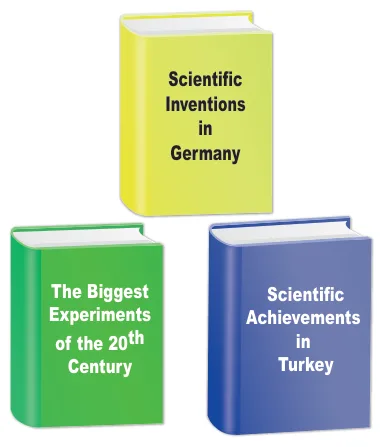 Scientific
Inventions
in
Germany
The Biggest
Experiments
of the 20th
Century
Scientific
Achievements
in
Turkey